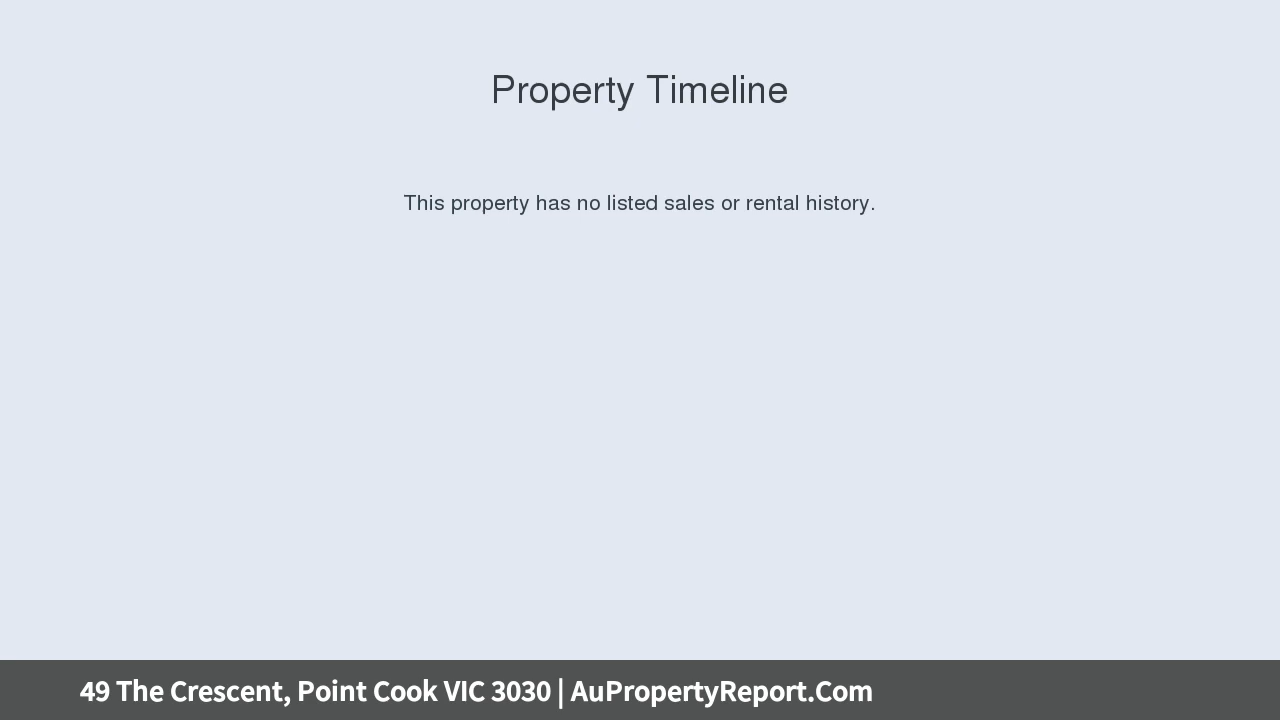 Property Timeline
This property has no listed sales or rental history.
49 The Crescent, Point Cook VIC 3030 | AuPropertyReport.Com